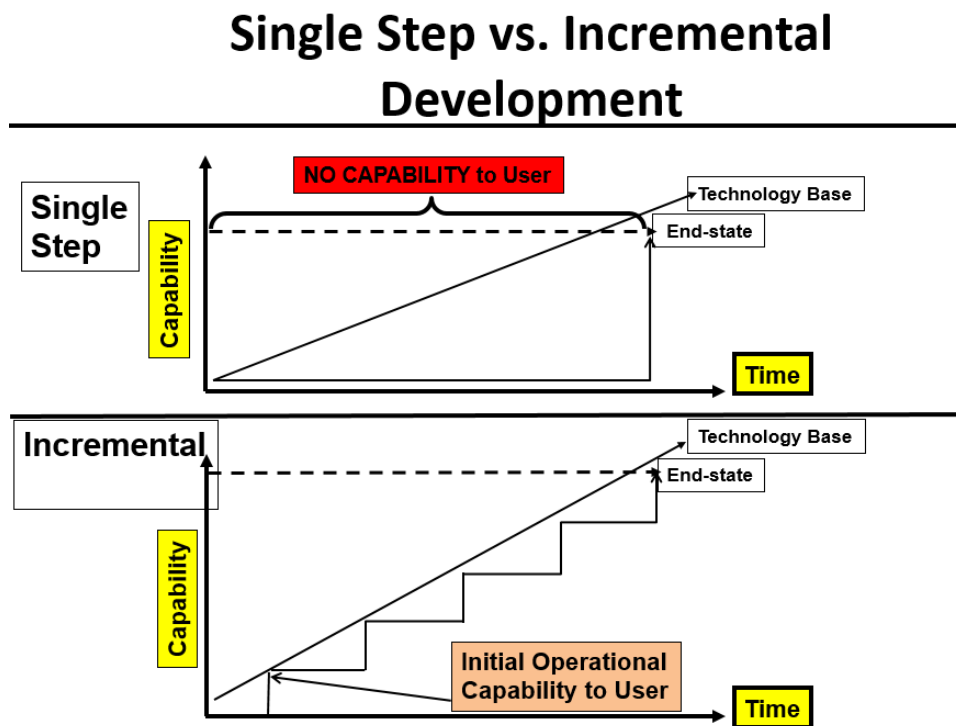 Single Step vs. Incremental
Development
NO CAPABILITY to User
Technology Base
Single
Step
End-state
Capability
Time
Incremental
Technology Base
End-state
Capability
Initial Operational
Capability to User
Time